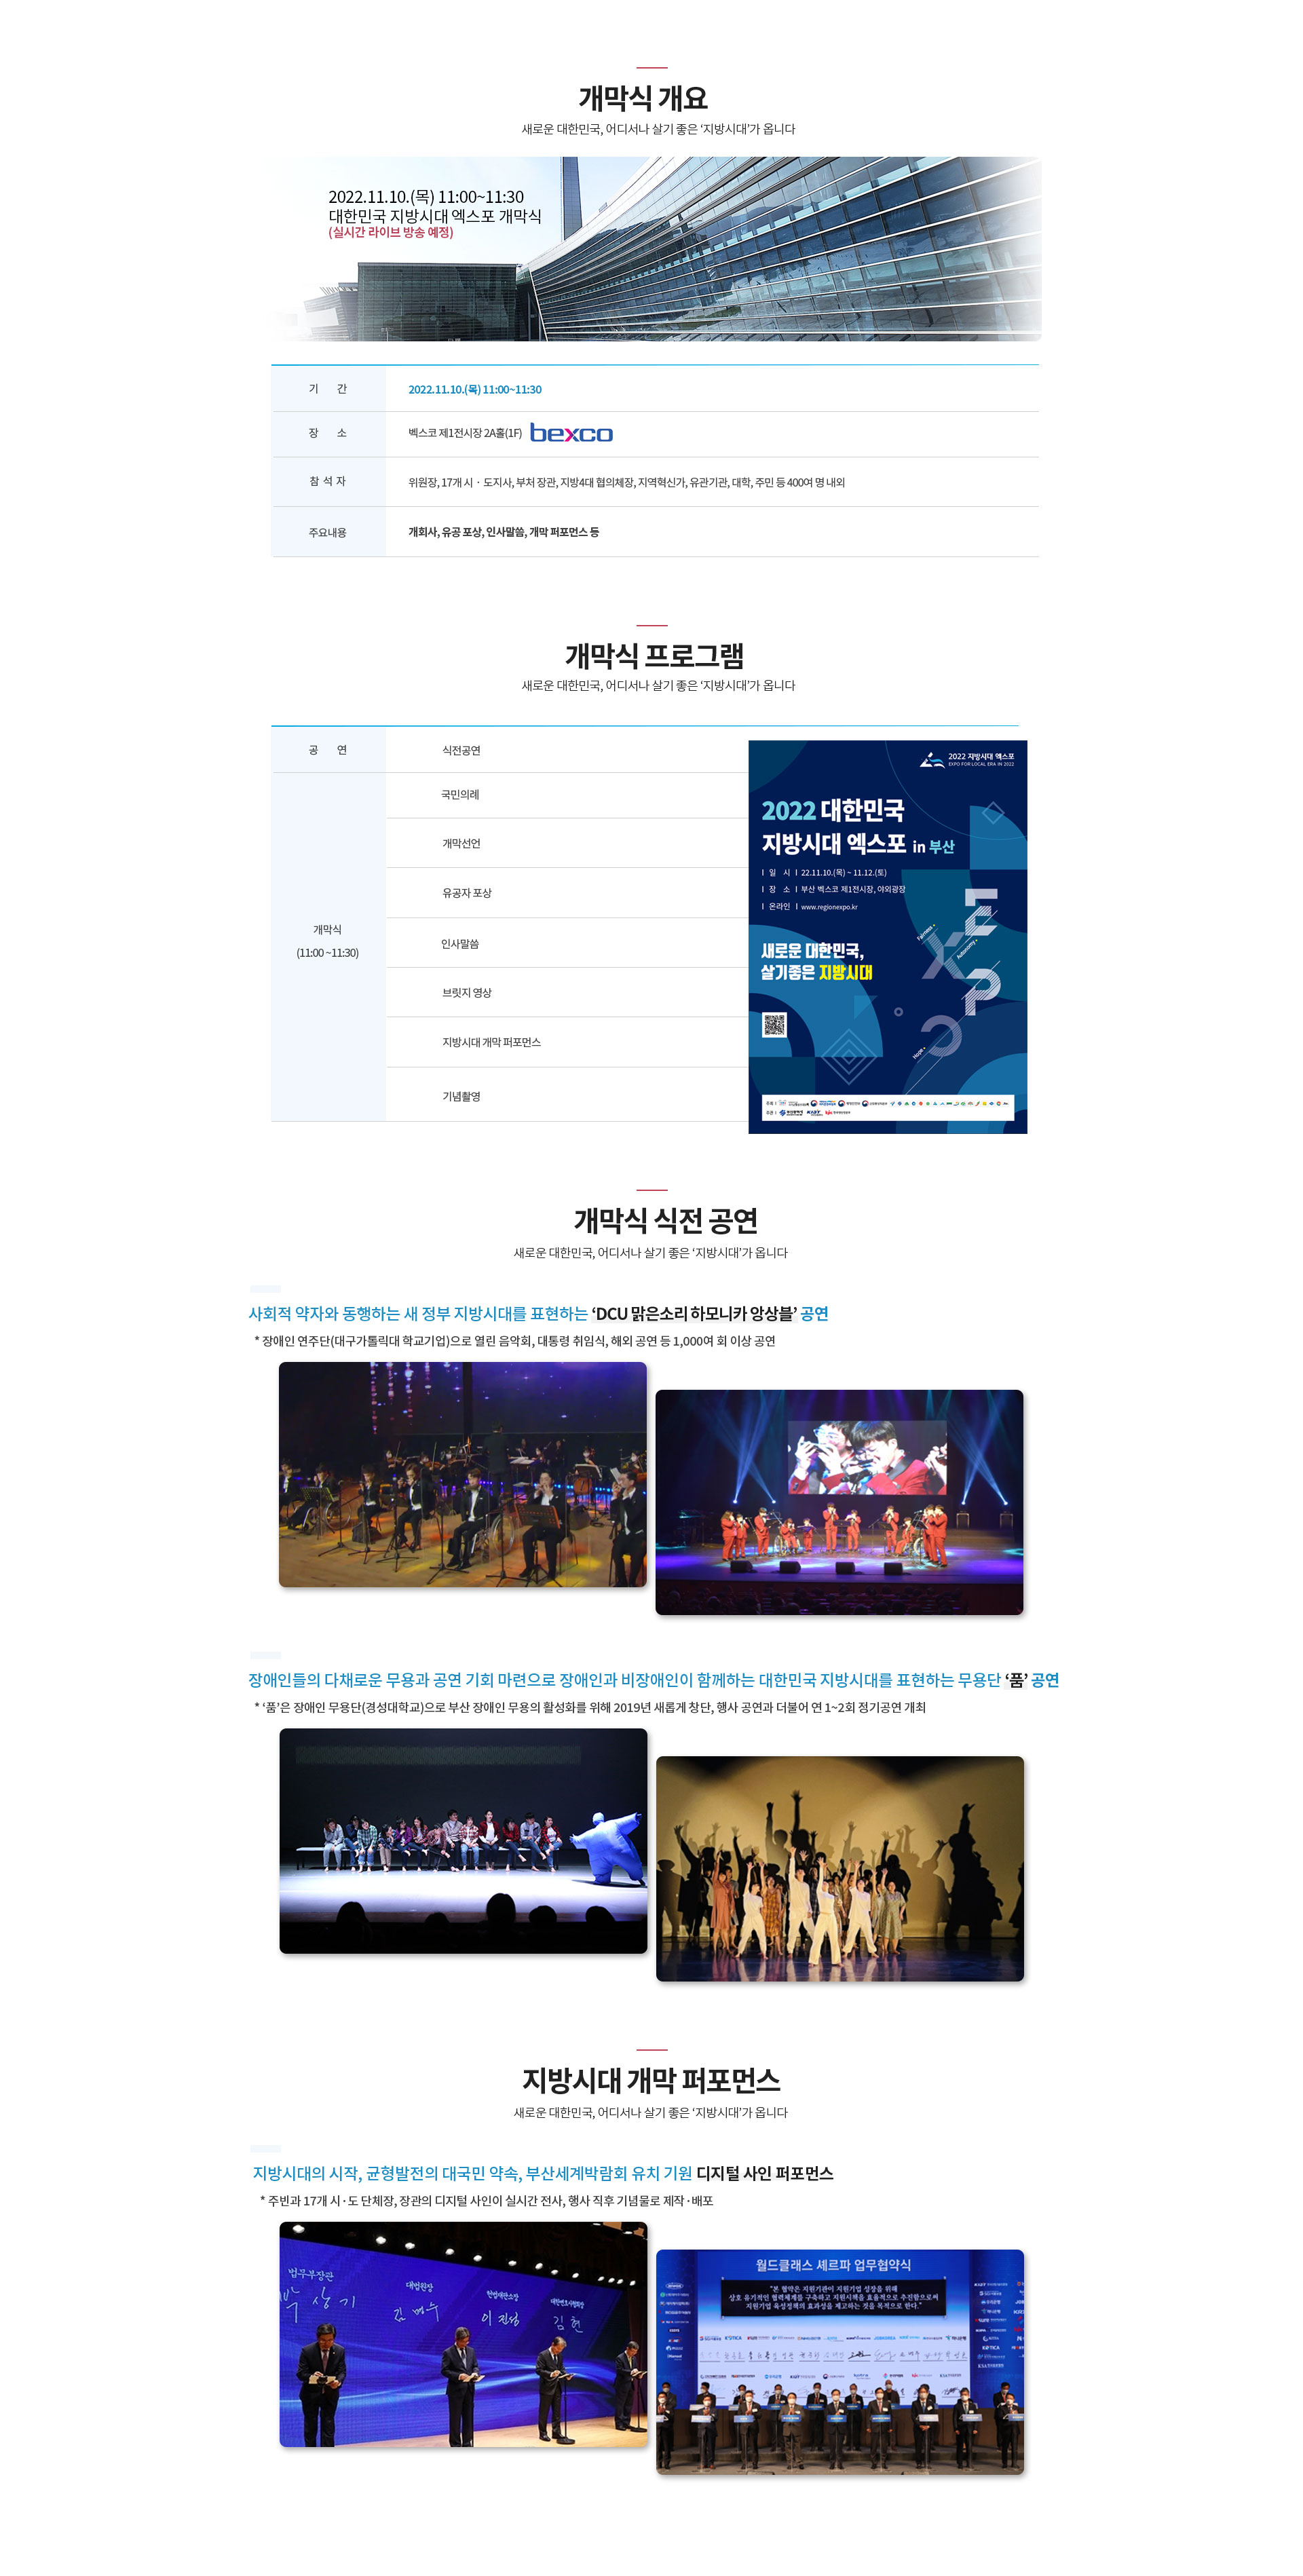 개막식 개요
새로운 대한민국, 어디서나 살기 좋은 ‘지방시대’가 옵니다
2022.11.10.(목) 11:00~11:30
대한민국 지방시대 엑스포 개막식
(실시간 라이브 방송 예정)
기 간 2022.11.10.(목) 11:00~11:30
장 소 벡스코 제1전시장 2A홀(1F) bexco
참 석 자 위원장, 17개 시 · 도지사, 부처 장관, 지방4대 협의체장, 지역혁신가, 유관기관, 대학, 주민 등 400여 명 내외
주요내용 개회사, 유공 포상, 인사말씀, 개막 퍼포먼스 등
개막식 프로그램
새로운 대한민국, 어디서나 살기 좋은 ‘지방시대’가 옵니다
공 연 식전공연
개막식
(11:00 ~11:30)
국민의례
개막선언
유공자 포상
인사말씀
브릿지 영상
지방시대 개막 퍼포먼스
기념촬영
2022 지방시대 엑스포
EXPO FOR LOCAL ERA IN 2022
2022 대한민국
지방시대 엑스포 in 부산
일 시 22.11.10.(목) ~ 11.12.(토)
장 소 부산 벡스코 제1전시장, 야외광장
온라인 www.regionexpo.kr
EXPO
Fairness
Autonomy
Hope
새로운 대한민국,
살기좋은 지방시대
개막식 식전 공연
새로운 대한민국, 어디서나 살기 좋은 ‘지방시대’가 옵니다
사회적 약자와 동행하는 새 정부 지방시대를 표현하는 ‘DCU 맑은소리 하모니카 앙상블’ 공연
* 장애인 연주단(대구가톨릭대 학교기업)으로 열린 음악회, 대통령 취임식, 해외 공연 등 1,000여 회 이상 공연
장애인들의 다채로운 무용과 공연 기회 마련으로 장애인과 비장애인이 함께하는 대한민국 지방시대를 표현하는 무용단 ‘품’ 공연
* ‘품’은 장애인 무용단(경성대학교)으로 부산 장애인 무용의 활성화를 위해 2019년 새롭게 창단, 행사 공연과 더불어 연 1~2회 정기공연 개최
지방시대 개막 퍼포먼스
새로운 대한민국, 어디서나 살기 좋은 ‘지방시대’가 옵니다
지방시대의 시작, 균형발전의 대국민 약속, 부산세계박람회 유치 기원 디지털 사인 퍼포먼스
* 주빈과 17개 시·도 단체장, 장관의 디지털 사인이 실시간 전사, 행사 직후 기념물로 제작·배포
법무부장관
박상기
대법원장
김명수
헌법재판소장
이진성
대한변호사협회장
김현
월드클래스 셰르파 업무협약식
“본 협약은 지원기관이 지원기업 성장을 위해
상호 유기적인 협력체계를 구축하고 지원시책을 효율적으로 추진함으로써
지원기업 육성정책의 효과성을 제고하는 것을 목적으로 한다.”